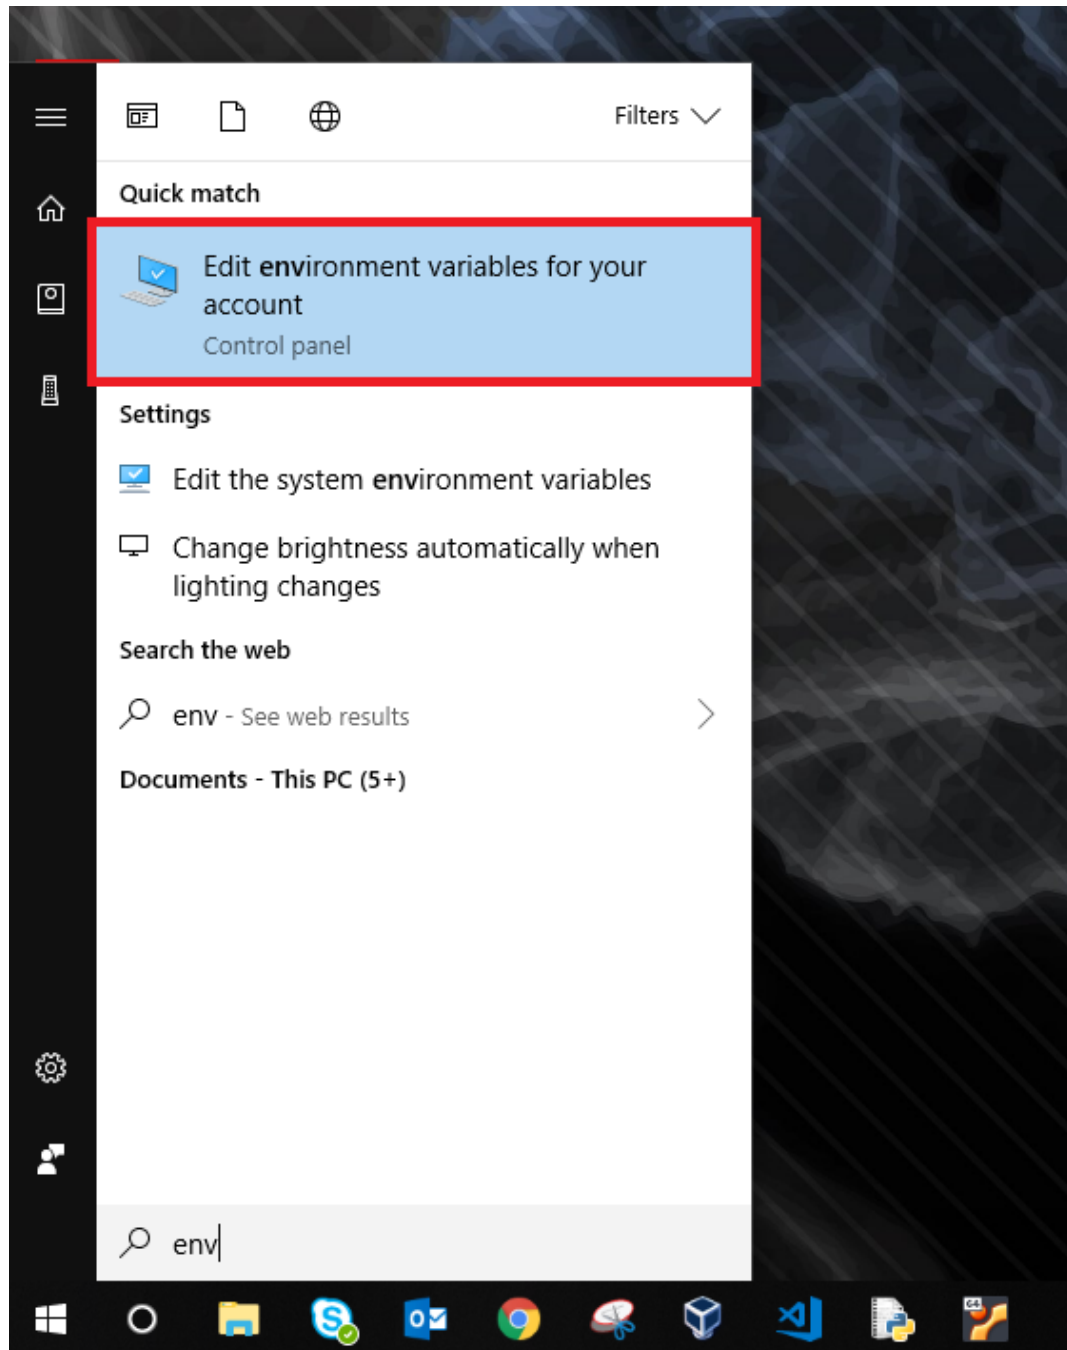 Filters
Quick match
Edit environment variables for your
account
Control panel
Settings
Edit the system environment variables
Change brightness automatically when
lighting changes
Search the web
env - See web results
Documents - This PC (5+)
env
64